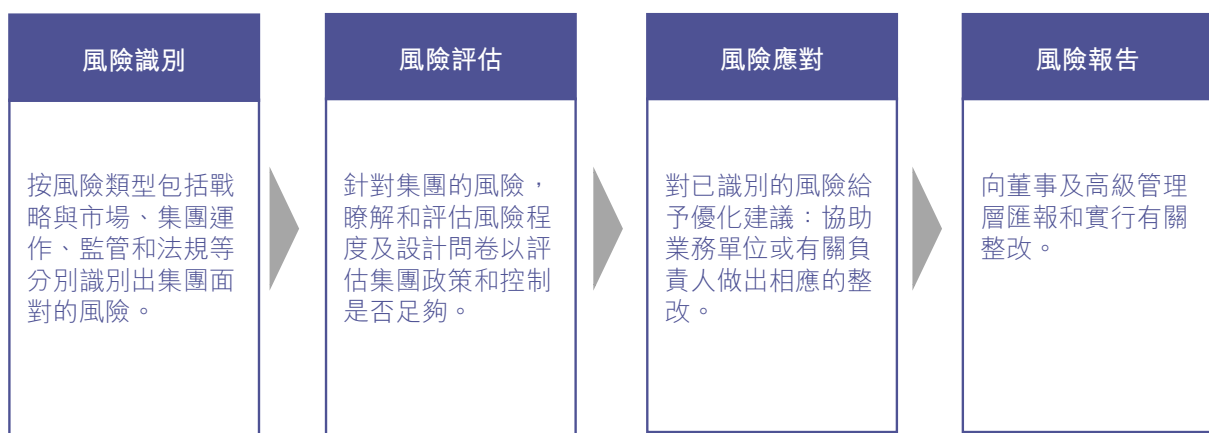 風險識別
按風險類型包括戰
略與市場、集團運
作、監管和法規等
分別識別出集團面
對的風險。
風險評估
針對集團的風險，
瞭解和評估風險程
度及設計問卷以評
估集團政策和控制
是否足夠。
風險應對
對已識別的風險給
予優化建議：協助
業務單位或有關負
責人做出相應的整
改。
風險報告
向董事及高級管理
層匯報和實行有關
整改。